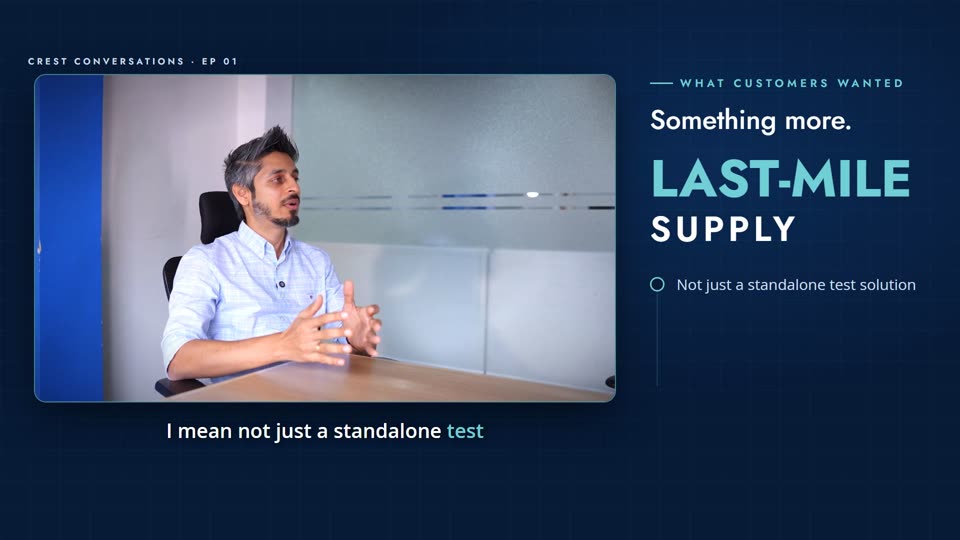 CREST CONVERSATIONS · EP 01
WHAT CUSTOMERS WANTED
Something more.
LAST-MILE
SUPPLY
Not just a standalone test solution
I mean not just a standalone test